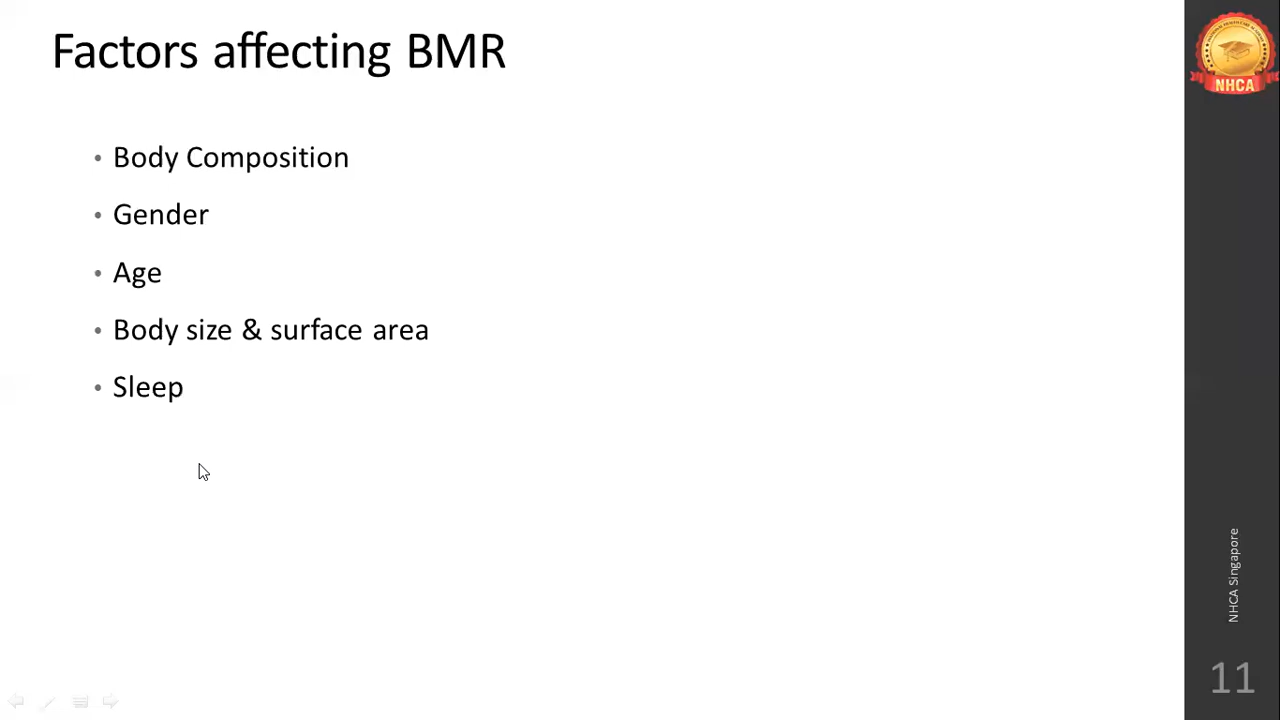 Factors affecting BMR
• Body Composition
• Gender
• Age
• Body size & surface area
• Sleep
NHCA
NHCA Singapore
11